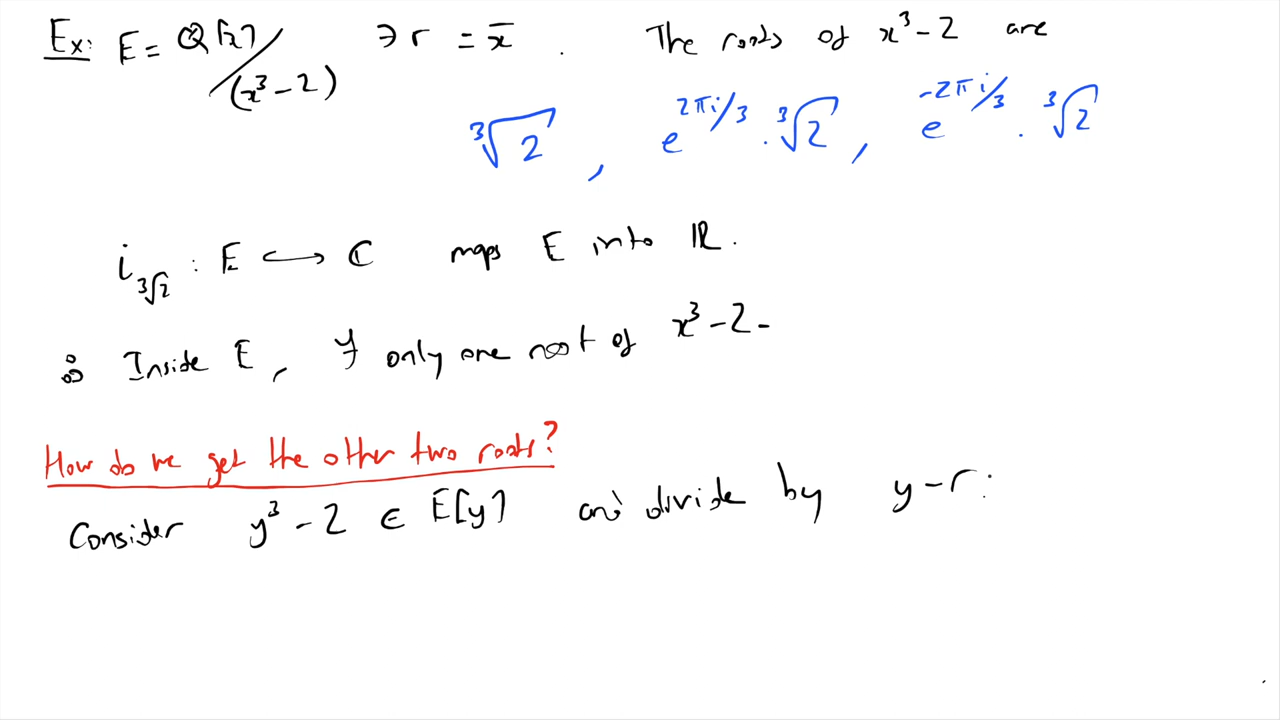 Ex: E = Q[x]/(x³-2) ∋ r = x̄ . The roots of x³-2 are
∛2 , e^{2πi/3} · ∛2 , e^{-2πi/3} · ∛2
i_{∛2} : E ↪ ℂ maps E into ℝ.
∴ Inside E, ∃ only one root of x³-2 -
How do we get the other two roots?
Consider y³-2 ∈ E[y] and divide by y-r :